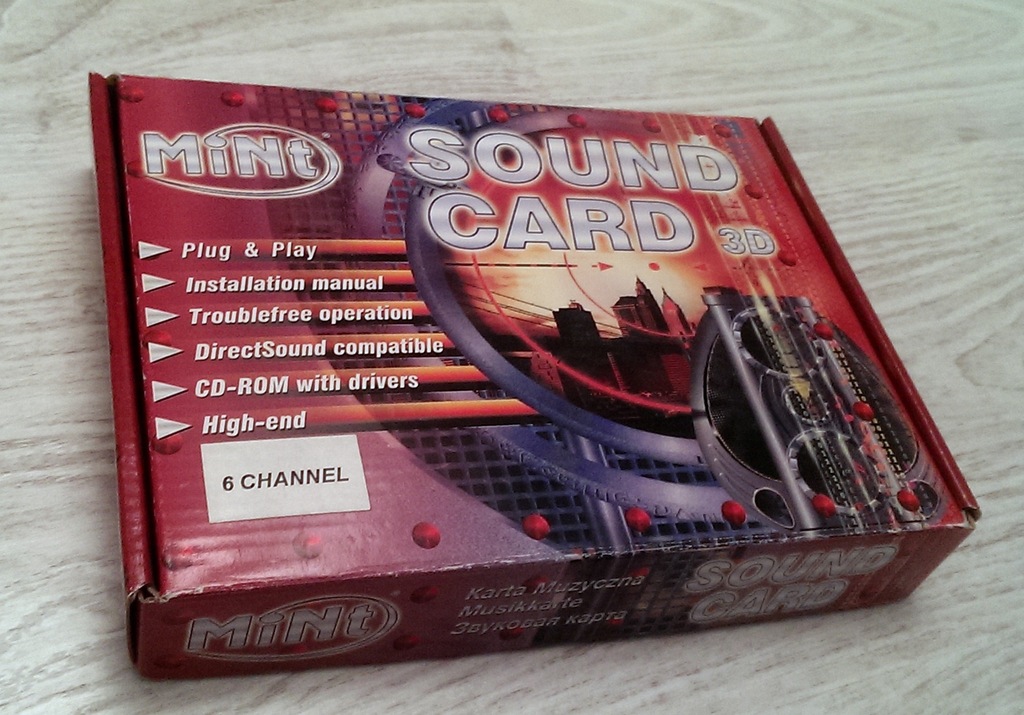 MiNt
SOUND
CARD 3D
Plug & Play
Installation manual
Troublefree operation
DirectSound compatible
CD-ROM with drivers
High-end
6 CHANNEL
MiNt
Karta Muzyczna
Musikkarte
Звуковая карта
SOUND
CARD